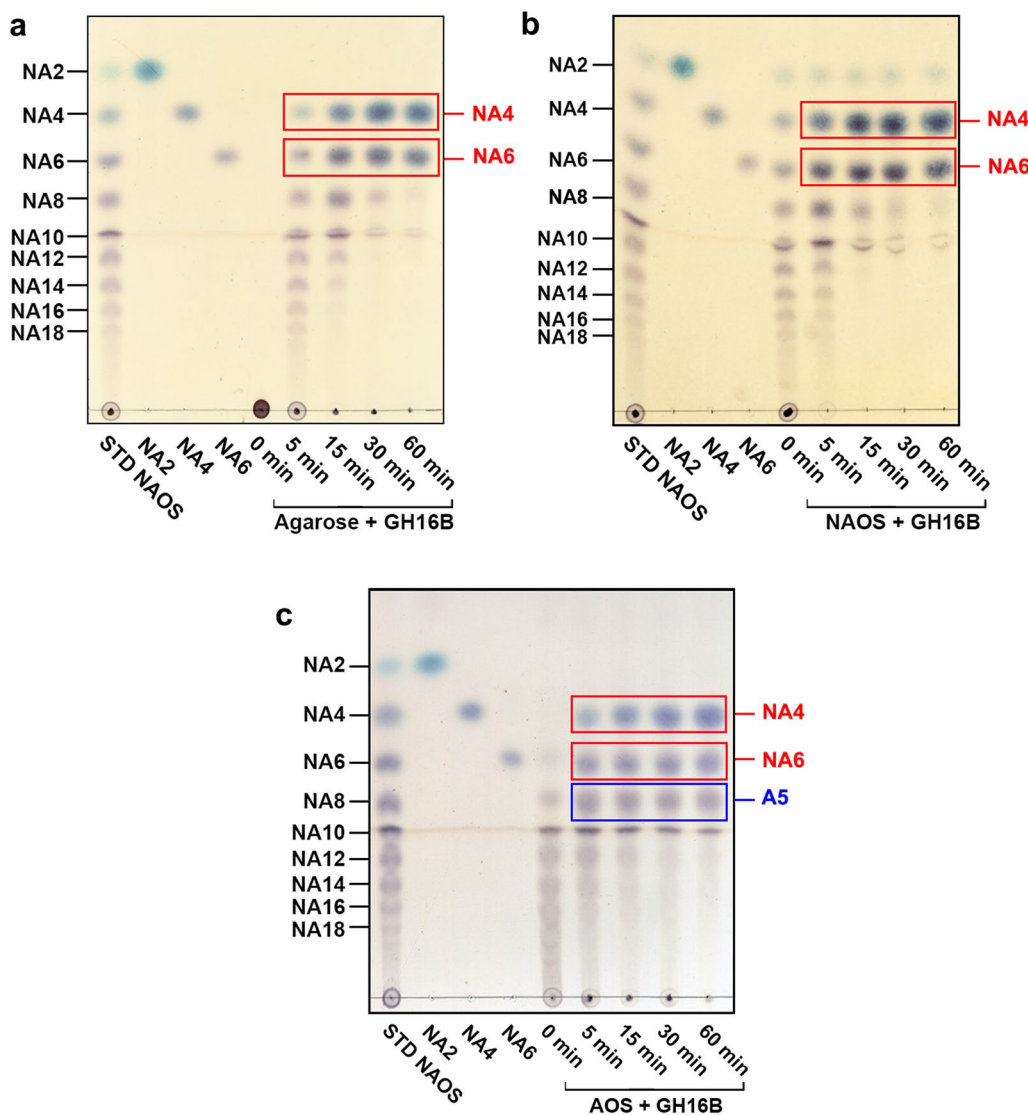 a
NA2
NA4
NA6
NA8
NA10
NA12
NA14
NA16
NA18
NA4
NA6
STD NAOS
NA2
NA4
NA6
0 min
5 min
15 min
30 min
60 min
Agarose + GH16B
b
NA2
NA4
NA6
NA8
NA10
NA12
NA14
NA16
NA18
NA4
NA6
STD NAOS
NA2
NA4
NA6
0 min
5 min
15 min
30 min
60 min
NAOS + GH16B
c
NA2
NA4
NA6
NA8
NA10
NA12
NA14
NA16
NA18
NA4
NA6
A5
STD NAOS
NA2
NA4
NA6
0 min
5 min
15 min
30 min
60 min
AOS + GH16B